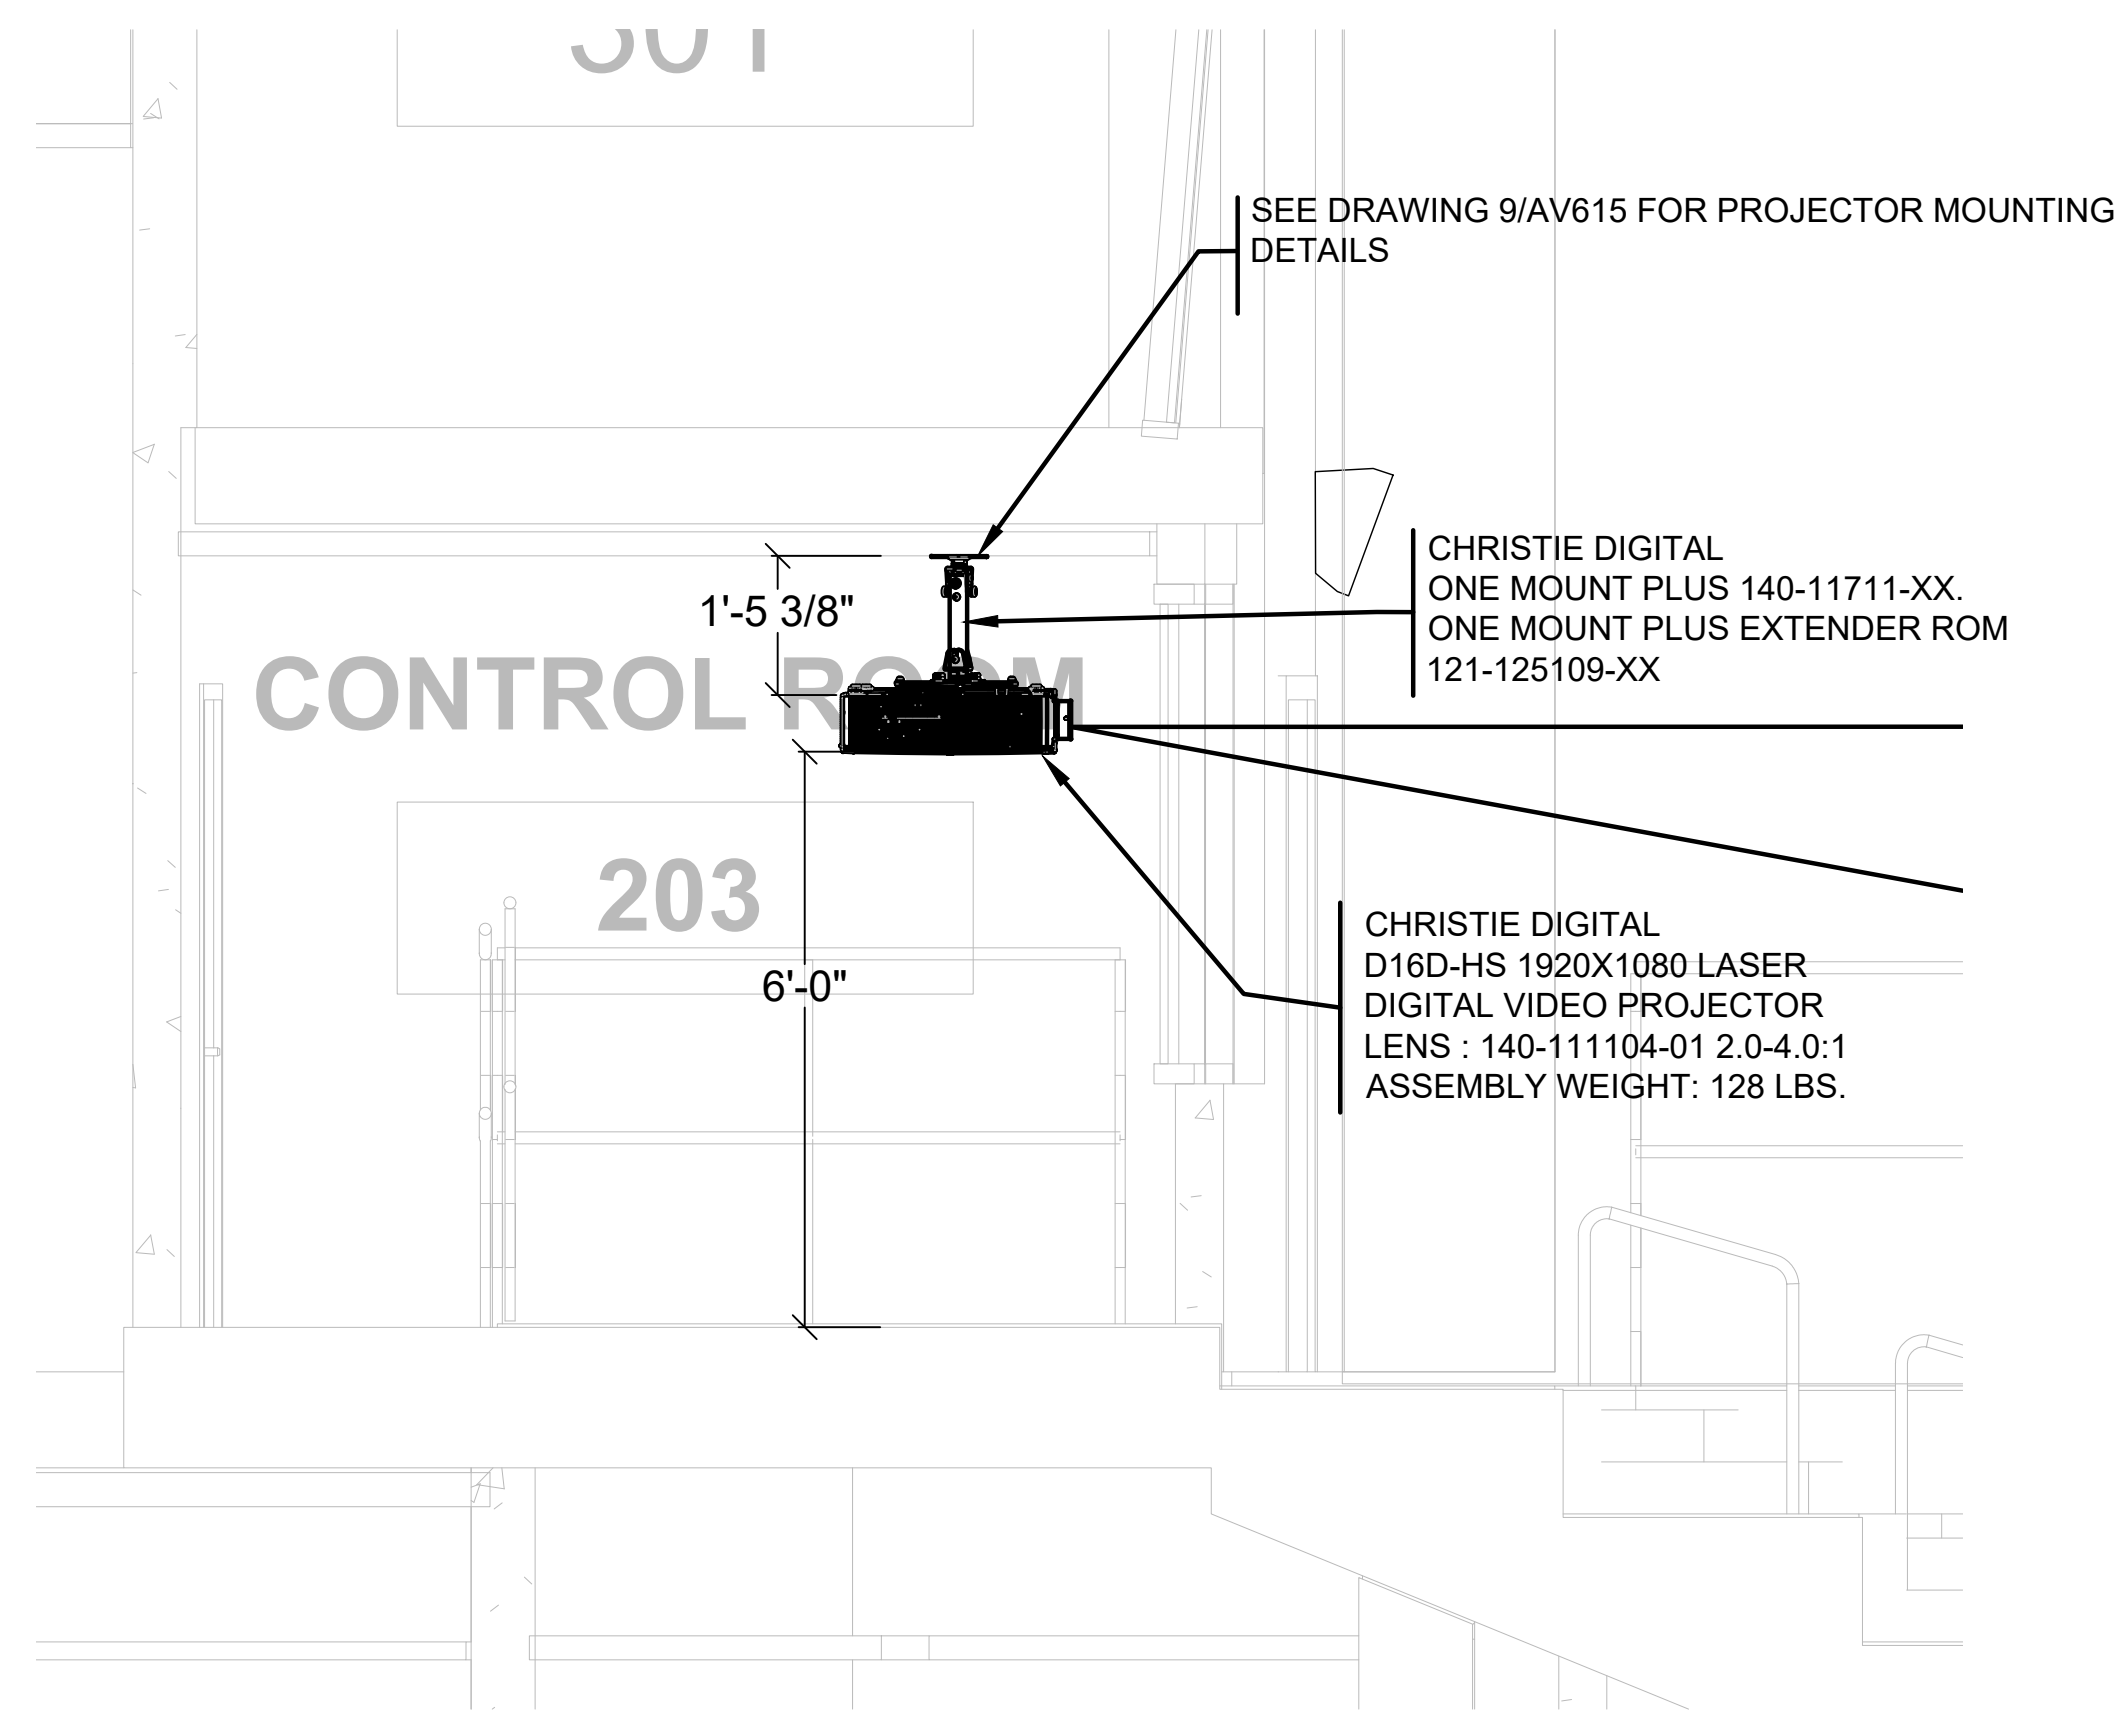 301
SEE DRAWING 9/AV615 FOR PROJECTOR MOUNTING
DETAILS
CHRISTIE DIGITAL
ONE MOUNT PLUS 140-11711-XX.
ONE MOUNT PLUS EXTENDER ROM
121-125109-XX
1'-5 3/8"
CONTROL ROOM
203
6'-0"
CHRISTIE DIGITAL
D16D-HS 1920X1080 LASER
DIGITAL VIDEO PROJECTOR
LENS : 140-111104-01 2.0-4.0:1
ASSEMBLY WEIGHT: 128 LBS.